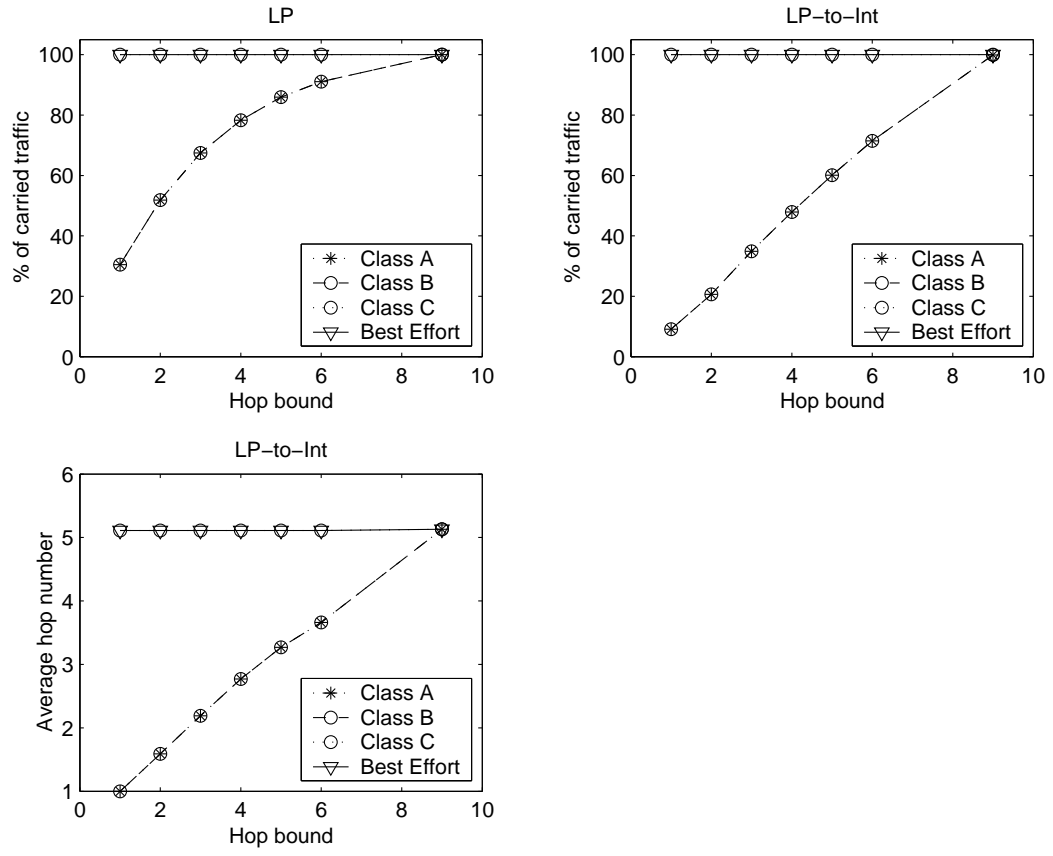 LP
% of carried traffic
100
80
60
40
20
0
0 2 4 6 8 10
Hop bound
Class A
Class B
Class C
Best Effort
LP-to-Int
% of carried traffic
100
80
60
40
20
0
0 2 4 6 8 10
Hop bound
Class A
Class B
Class C
Best Effort
LP-to-Int
Average hop number
6
5
4
3
2
1
0 2 4 6 8 10
Hop bound
Class A
Class B
Class C
Best Effort